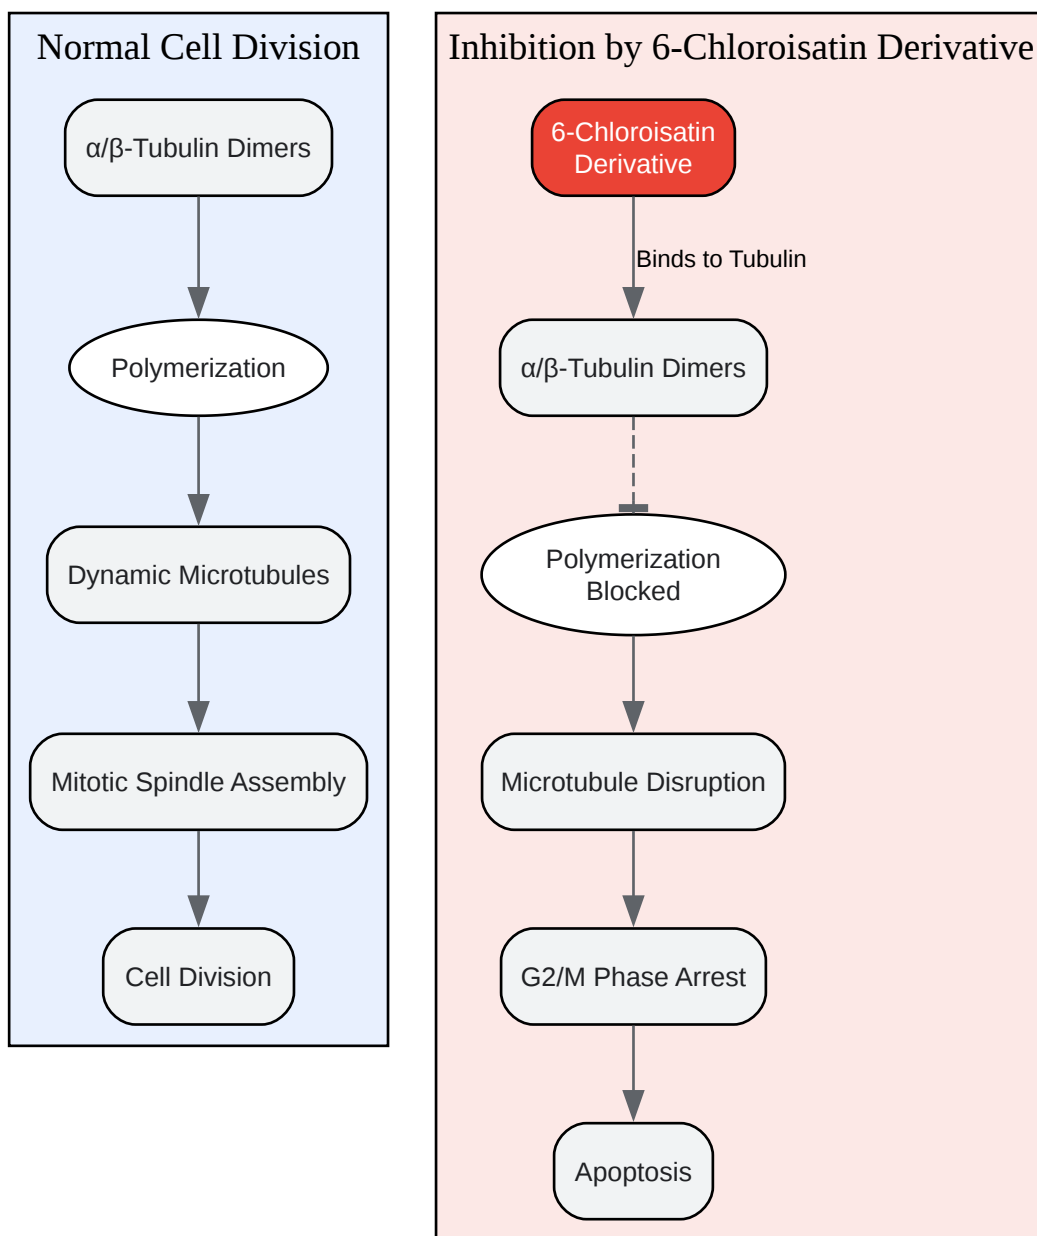 Normal Cell Division
α/β-Tubulin Dimers
Polymerization
Dynamic Microtubules
Mitotic Spindle Assembly
Cell Division
Inhibition by 6-Chloroisatin Derivative
6-Chloroisatin
Derivative
Binds to Tubulin
α/β-Tubulin Dimers
Polymerization
Blocked
Microtubule Disruption
G2/M Phase Arrest
Apoptosis